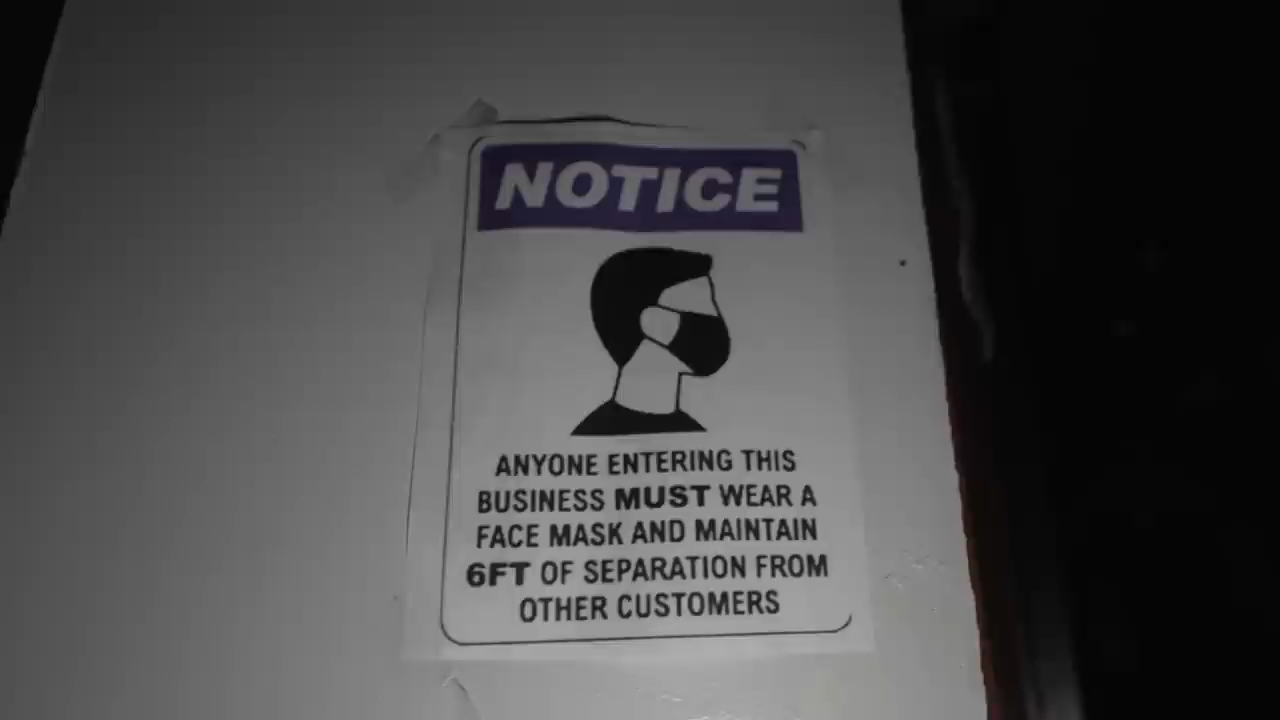 NOTICE
ANYONE ENTERING THIS
BUSINESS MUST WEAR A
FACE MASK AND MAINTAIN
6FT OF SEPARATION FROM
OTHER CUSTOMERS